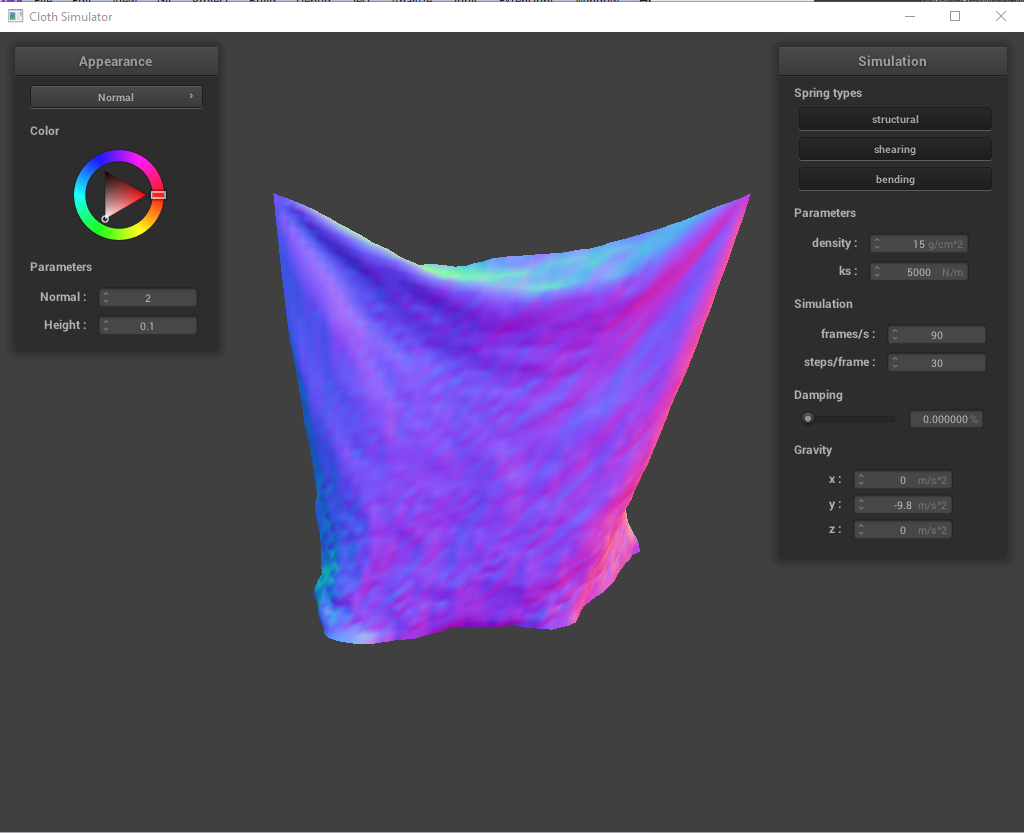 Cloth Simulator
Appearance
Normal
Color
Parameters
Normal : 2
Height : 0.1
Simulation
Spring types
structural
shearing
bending
Parameters
density : 15 g/cm^2
ks : 5000 N/m
Simulation
frames/s : 90
steps/frame : 30
Damping
0.000000 %
Gravity
x : 0 m/s^2
y : -9.8 m/s^2
z : 0 m/s^2